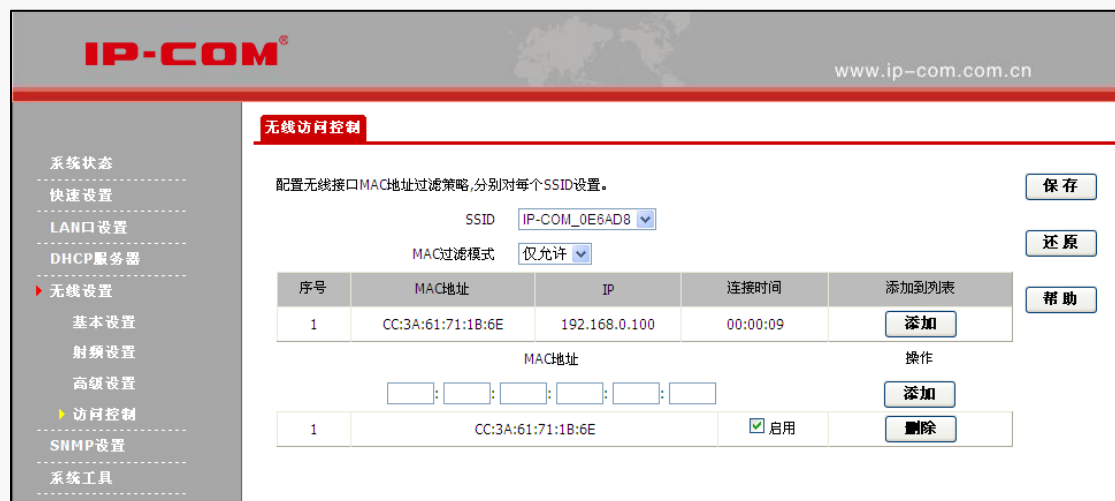 IP-COM®
www.ip-com.com.cn
无线访问控制
系统状态
快速设置
LAN口设置
DHCP服务器
无线设置
基本设置
射频设置
高级设置
访问控制
SNMP设置
系统工具
配置无线接口MAC地址过滤策略,分别对每个SSID设置。
SSID IP-COM_0E6AD8
MAC过滤模式 仅允许
序号 MAC地址 IP 连接时间 添加到列表
1 CC:3A:61:71:1B:6E 192.168.0.100 00:00:09 添加
MAC地址 操作
: : : : : 添加
1 CC:3A:61:71:1B:6E 启用 删除
保存
还原
帮助